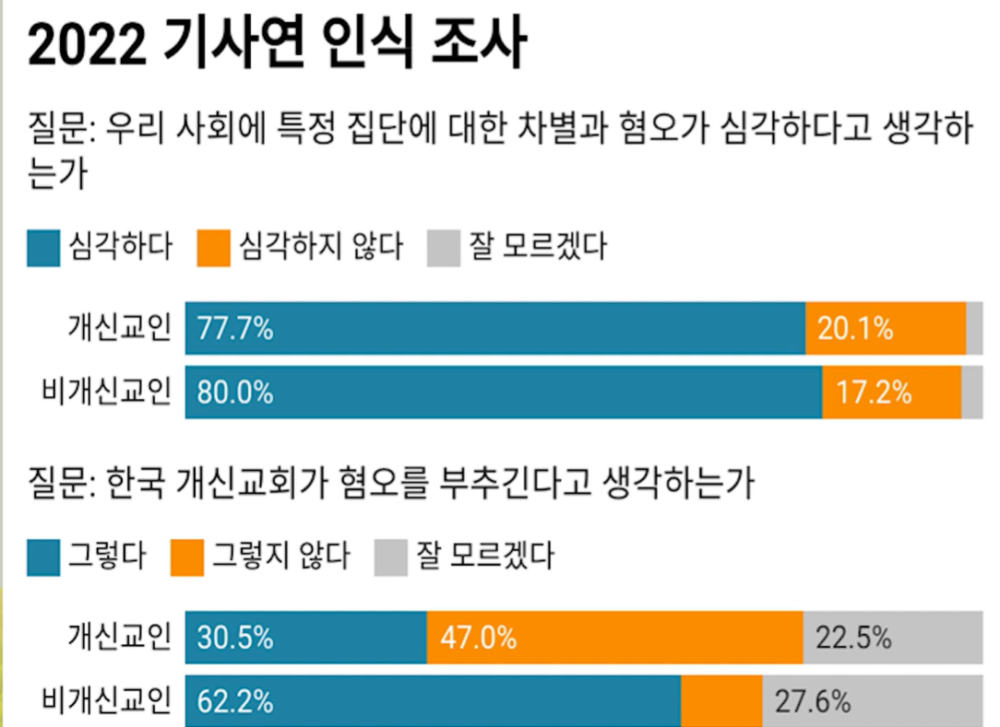 2022 기사연 인식 조사
질문: 우리 사회에 특정 집단에 대한 차별과 혐오가 심각하다고 생각하
는가
심각하다 심각하지 않다 잘 모르겠다
개신교인 77.7% 20.1%
비개신교인 80.0% 17.2%
질문: 한국 개신교회가 혐오를 부추긴다고 생각하는가
그렇다 그렇지 않다 잘 모르겠다
개신교인 30.5% 47.0% 22.5%
비개신교인 62.2% 27.6%